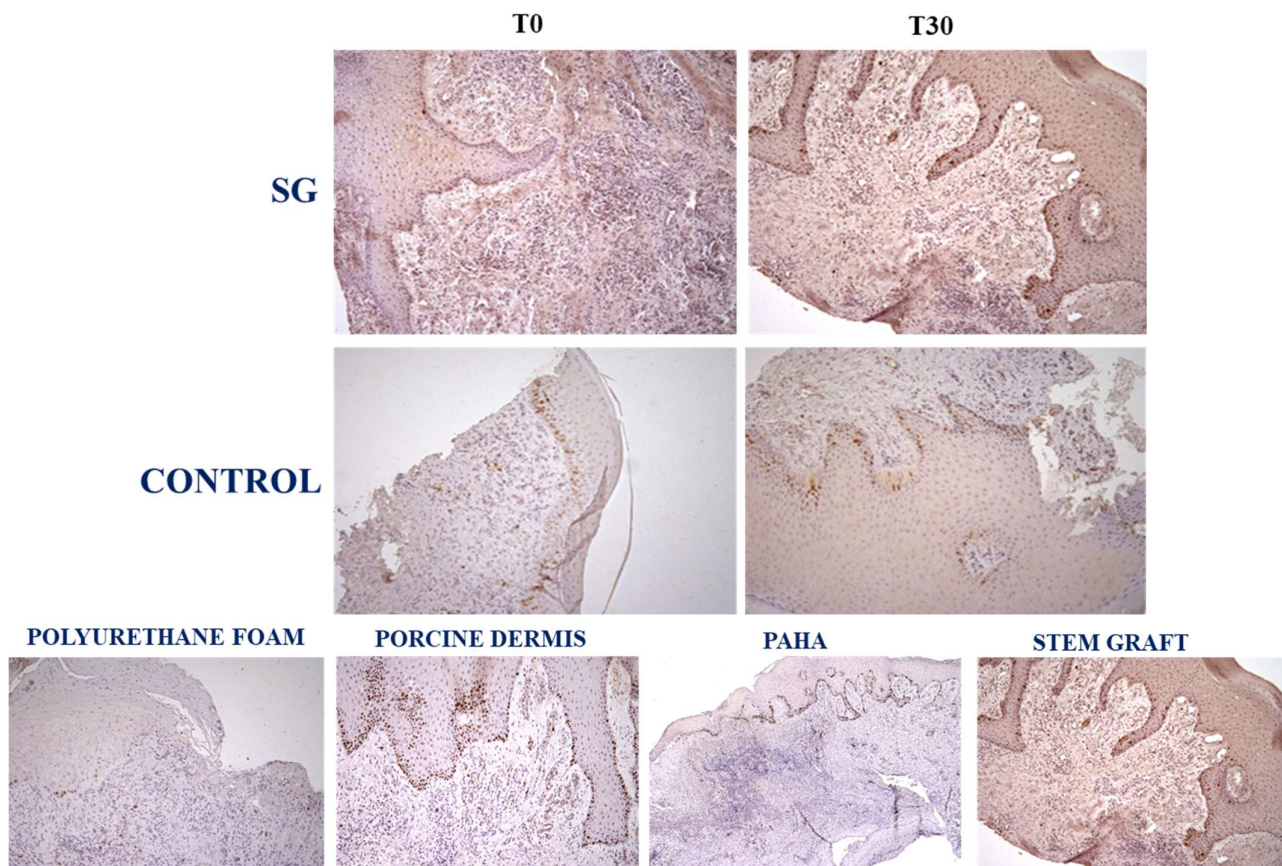 T0
T30
SG
CONTROL
POLYURETHANE FOAM
PORCINE DERMIS
PAHA
STEM GRAFT